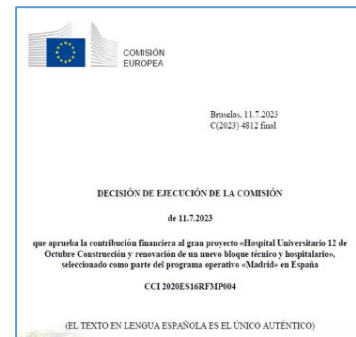 COMISIÓN
EUROPEA
Bruselas, 11.7.2023
C(2023) 4812 final
DECISIÓN DE EJECUCIÓN DE LA COMISIÓN
de 11.7.2023
que aprueba la contribución financiera al gran proyecto «Hospital Universitario 12 de
Octubre Construcción y renovación de un nuevo bloque técnico y hospitalario»,
seleccionado como parte del programa operativo «Madrid» en España
CCI 2020ES16RFMP004
(EL TEXTO EN LENGUA ESPAÑOLA ES EL ÚNICO AUTÉNTICO)